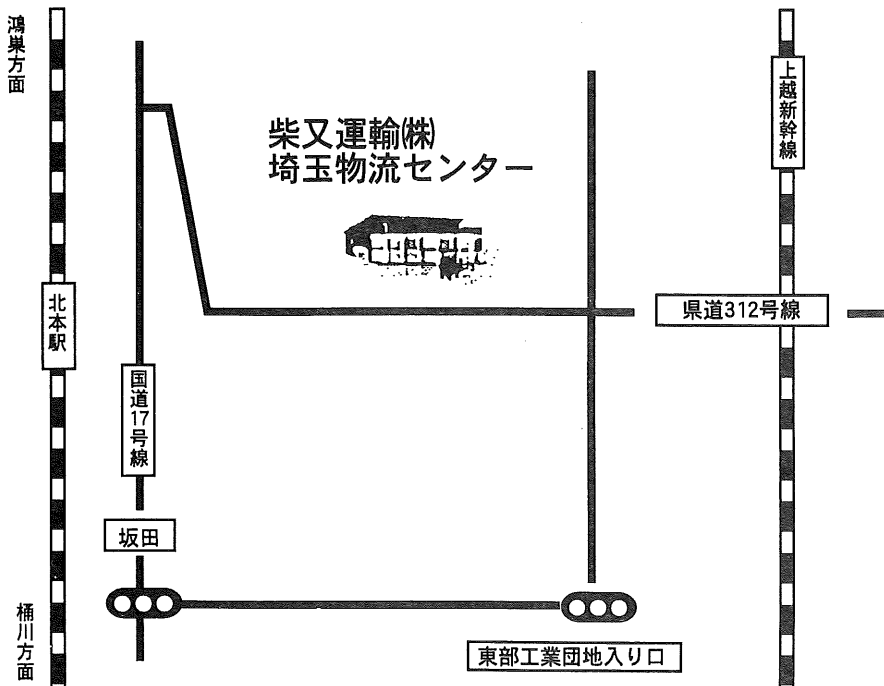 鴻巣方面
上越新幹線
柴又運輸㈱
埼玉物流センター
北本駅
県道312号線
国道17号線
坂田
桶川方面
東部工業団地入り口